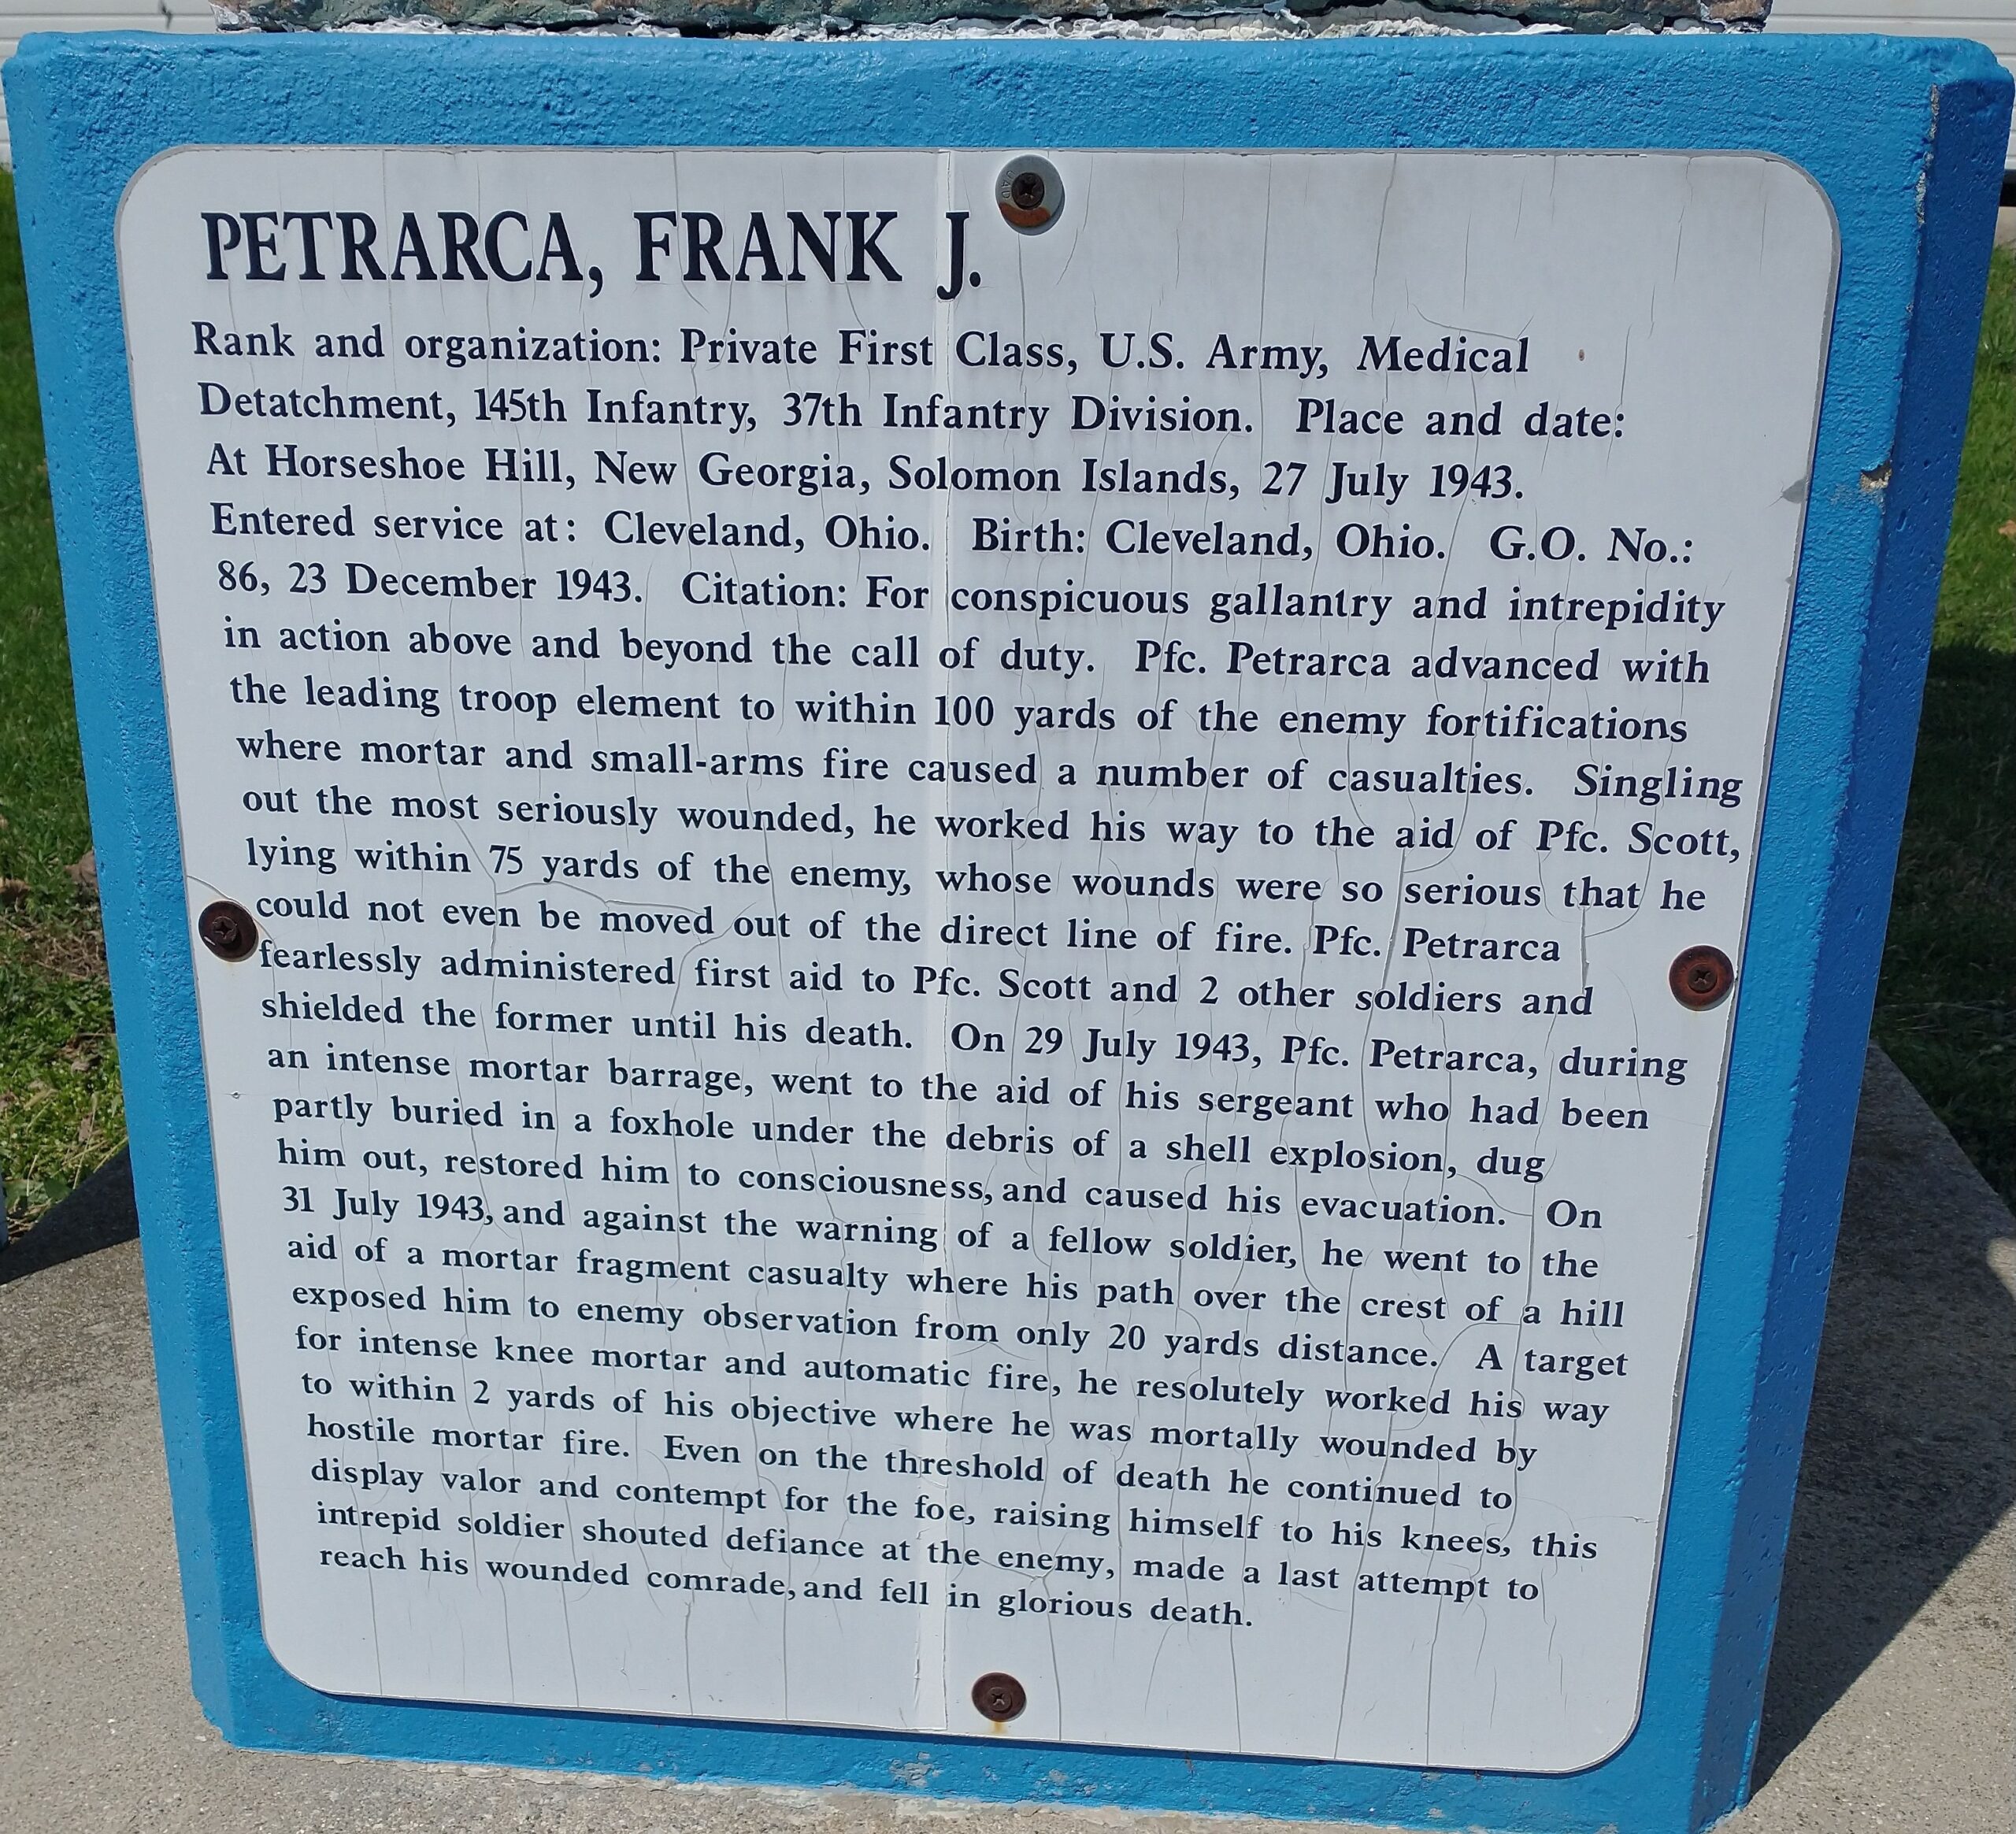 PETRARCA, FRANK J.
Rank and organization: Private First Class, U.S. Army, Medical
Detatchment, 145th Infantry, 37th Infantry Division. Place and date:
At Horseshoe Hill, New Georgia, Solomon Islands, 27 July 1943.
Entered service at: Cleveland, Ohio. Birth: Cleveland, Ohio. G.O. No.:
86, 23 December 1943. Citation: For conspicuous gallantry and intrepidity
in action above and beyond the call of duty. Pfc. Petrarca advanced with
the leading troop element to within 100 yards of the enemy fortifications
where mortar and small-arms fire caused a number of casualties. Singling
out the most seriously wounded, he worked his way to the aid of Pfc. Scott,
lying within 75 yards of the enemy, whose wounds were so serious that he
could not even be moved out of the direct line of fire. Pfc. Petrarca
fearlessly administered first aid to Pfc. Scott and 2 other soldiers and
shielded the former until his death. On 29 July 1943, Pfc. Petrarca, during
an intense mortar barrage, went to the aid of his sergeant who had been
partly buried in a foxhole under the debris of a shell explosion, dug
him out, restored him to consciousness, and caused his evacuation. On
31 July 1943, and against the warning of a fellow soldier, he went to the
aid of a mortar fragment casualty where his path over the crest of a hill
exposed him to enemy observation from only 20 yards distance. A target
for intense knee mortar and automatic fire, he resolutely worked his way
to within 2 yards of his objective where he was mortally wounded by
hostile mortar fire. Even on the threshold of death he continued to
display valor and contempt for the foe, raising himself to his knees, this
intrepid soldier shouted defiance at the enemy, made a last attempt to
reach his wounded comrade, and fell in glorious death.